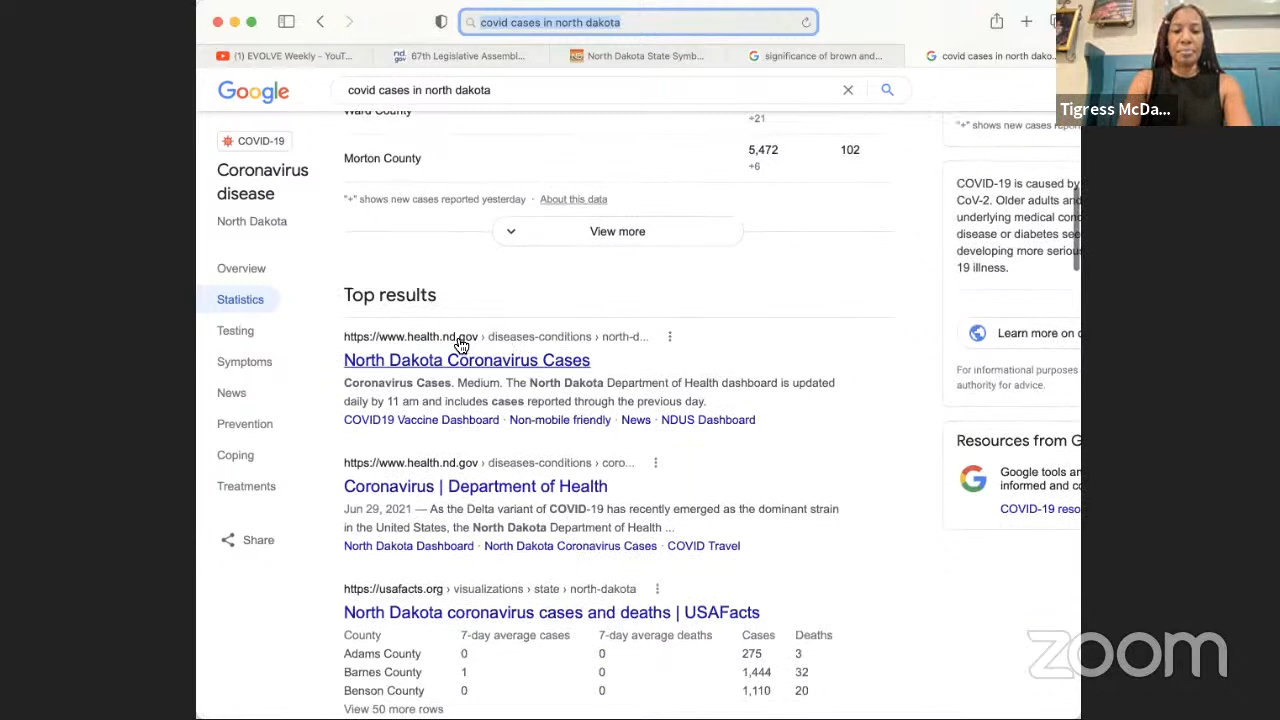 covid cases in north dakota
(1) EVOLVE Weekly - YouT...
67th Legislative Assembl...
North Dakota State Symb...
significance of brown and...
covid cases in north dako...
Google
covid cases in north dakota
Tigress McDa...
COVID-19
Coronavirus
disease
North Dakota
Overview
Statistics
Testing
Symptoms
News
Prevention
Coping
Treatments
Share
Ward County
+21
Morton County
5,472
102
+6
"+" shows new cases reported yesterday · About this data
View more
Top results
https://www.health.nd.gov › diseases-conditions › north-d...
North Dakota Coronavirus Cases
Coronavirus Cases. Medium. The North Dakota Department of Health dashboard is updated
daily by 11 am and includes cases reported through the previous day.
COVID19 Vaccine Dashboard · Non-mobile friendly · News · NDUS Dashboard
https://www.health.nd.gov › diseases-conditions › coro...
Coronavirus | Department of Health
Jun 29, 2021 — As the Delta variant of COVID-19 has recently emerged as the dominant strain
in the United States, the North Dakota Department of Health ...
North Dakota Dashboard · North Dakota Coronavirus Cases · COVID Travel
https://usafacts.org › visualizations › state › north-dakota
North Dakota coronavirus cases and deaths | USAFacts
County 7-day average cases 7-day average deaths Cases Deaths
Adams County 0 0 275 3
Barnes County 1 0 1,444 32
Benson County 0 0 1,110 20
View 50 more rows
"+" shows new cases
COVID-19 is caused by
CoV-2. Older adults and
underlying medical
disease or diabetes
developing more
19 illness.
Learn more on
For informational purposes
authority for advice.
Resources from G
Google tools
informed and
COVID-19
zoom